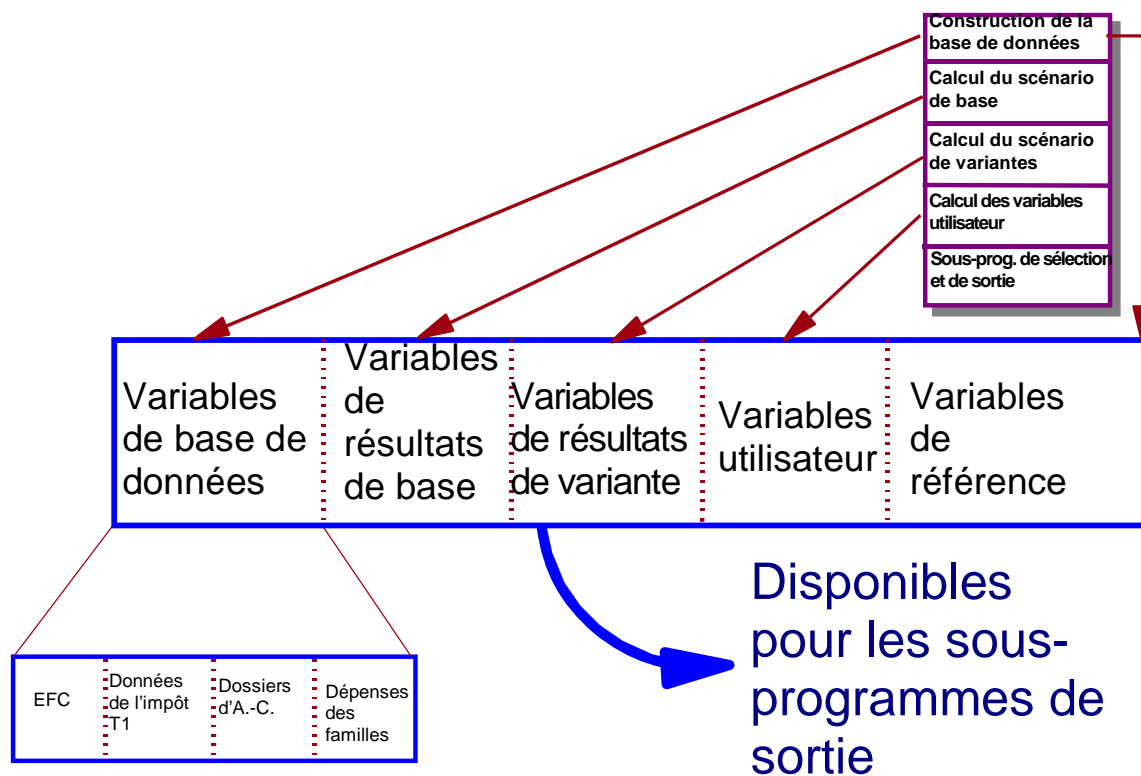 Construction de la
base de données
Calcul du scénario
de base
Calcul du scénario
de variantes
Calcul des variables
utilisateur
Sous-prog. de sélection
et de sortie
Variables
de base de
données
Variables
de
résultats
de base
Variables
de résultats
de variante
Variables
utilisateur
Variables
de
référence
EFC
Données
de l'impôt
T1
Dossiers
d'A.-C.
Dépenses
des
familles
Disponibles
pour les sous-
programmes de
sortie